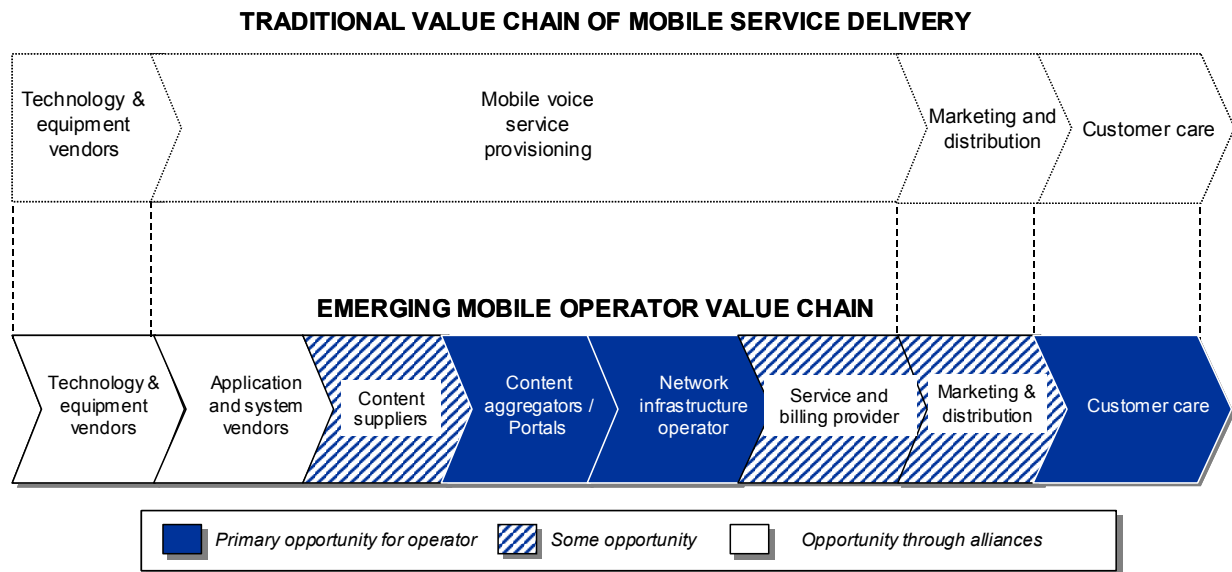 TRADITIONAL VALUE CHAIN OF MOBILE SERVICE DELIVERY
Technology &
equipment
vendors
Mobile voice
service
provisioning
Marketing and
distribution
Customer care
EMERGING MOBILE OPERATOR VALUE CHAIN
Technology &
equipment
vendors
Application
and system
vendors
Content
suppliers
Content
aggregators /
Portals
Network
infrastructure
operator
Service and
billing provider
Marketing &
distribution
Customer care
Primary opportunity for operator
Some opportunity
Opportunity through alliances